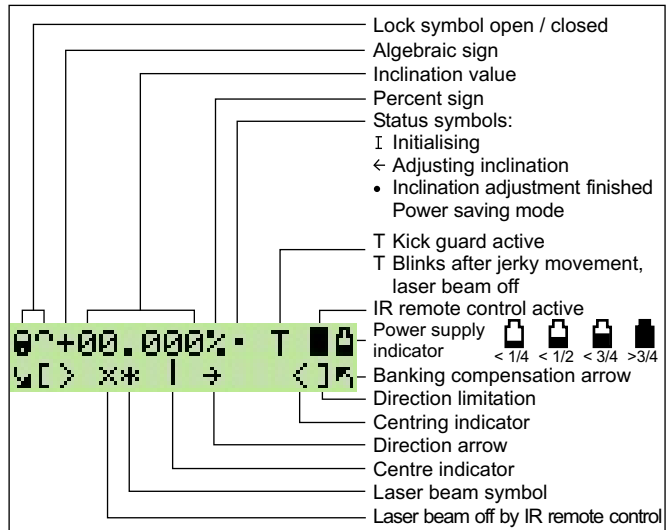 Lock symbol open / closed
Algebraic sign
Inclination value
Percent sign
Status symbols:
I Initialising
← Adjusting inclination
• Inclination adjustment finished
Power saving mode
T Kick guard active
T Blinks after jerky movement,
laser beam off
IR remote control active
+00.000%· T
Power supply
indicator
< 1/4 < 1/2 < 3/4 >3/4
[> ×* | → <]
Banking compensation arrow
Direction limitation
Centring indicator
Direction arrow
Centre indicator
Laser beam symbol
Laser beam off by IR remote control